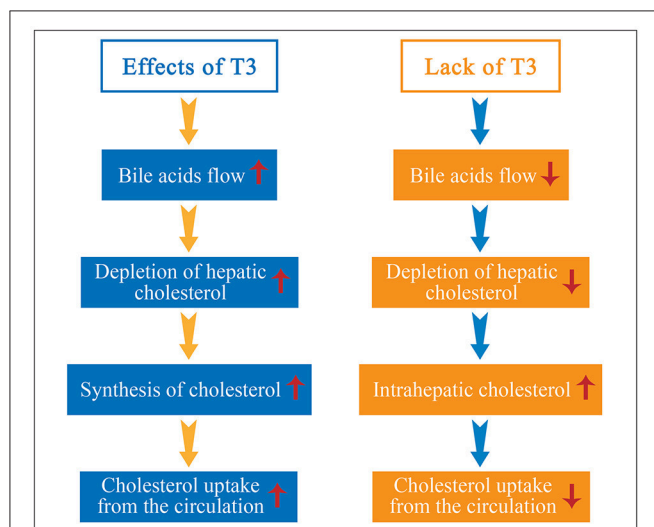 Effects of T3
Lack of T3
Bile acids flow
Bile acids flow
Depletion of hepatic
cholesterol
Depletion of hepatic
cholesterol
Synthesis of cholesterol
Intrahepatic cholesterol
Cholesterol uptake
from the circulation
Cholesterol uptake
from the circulation